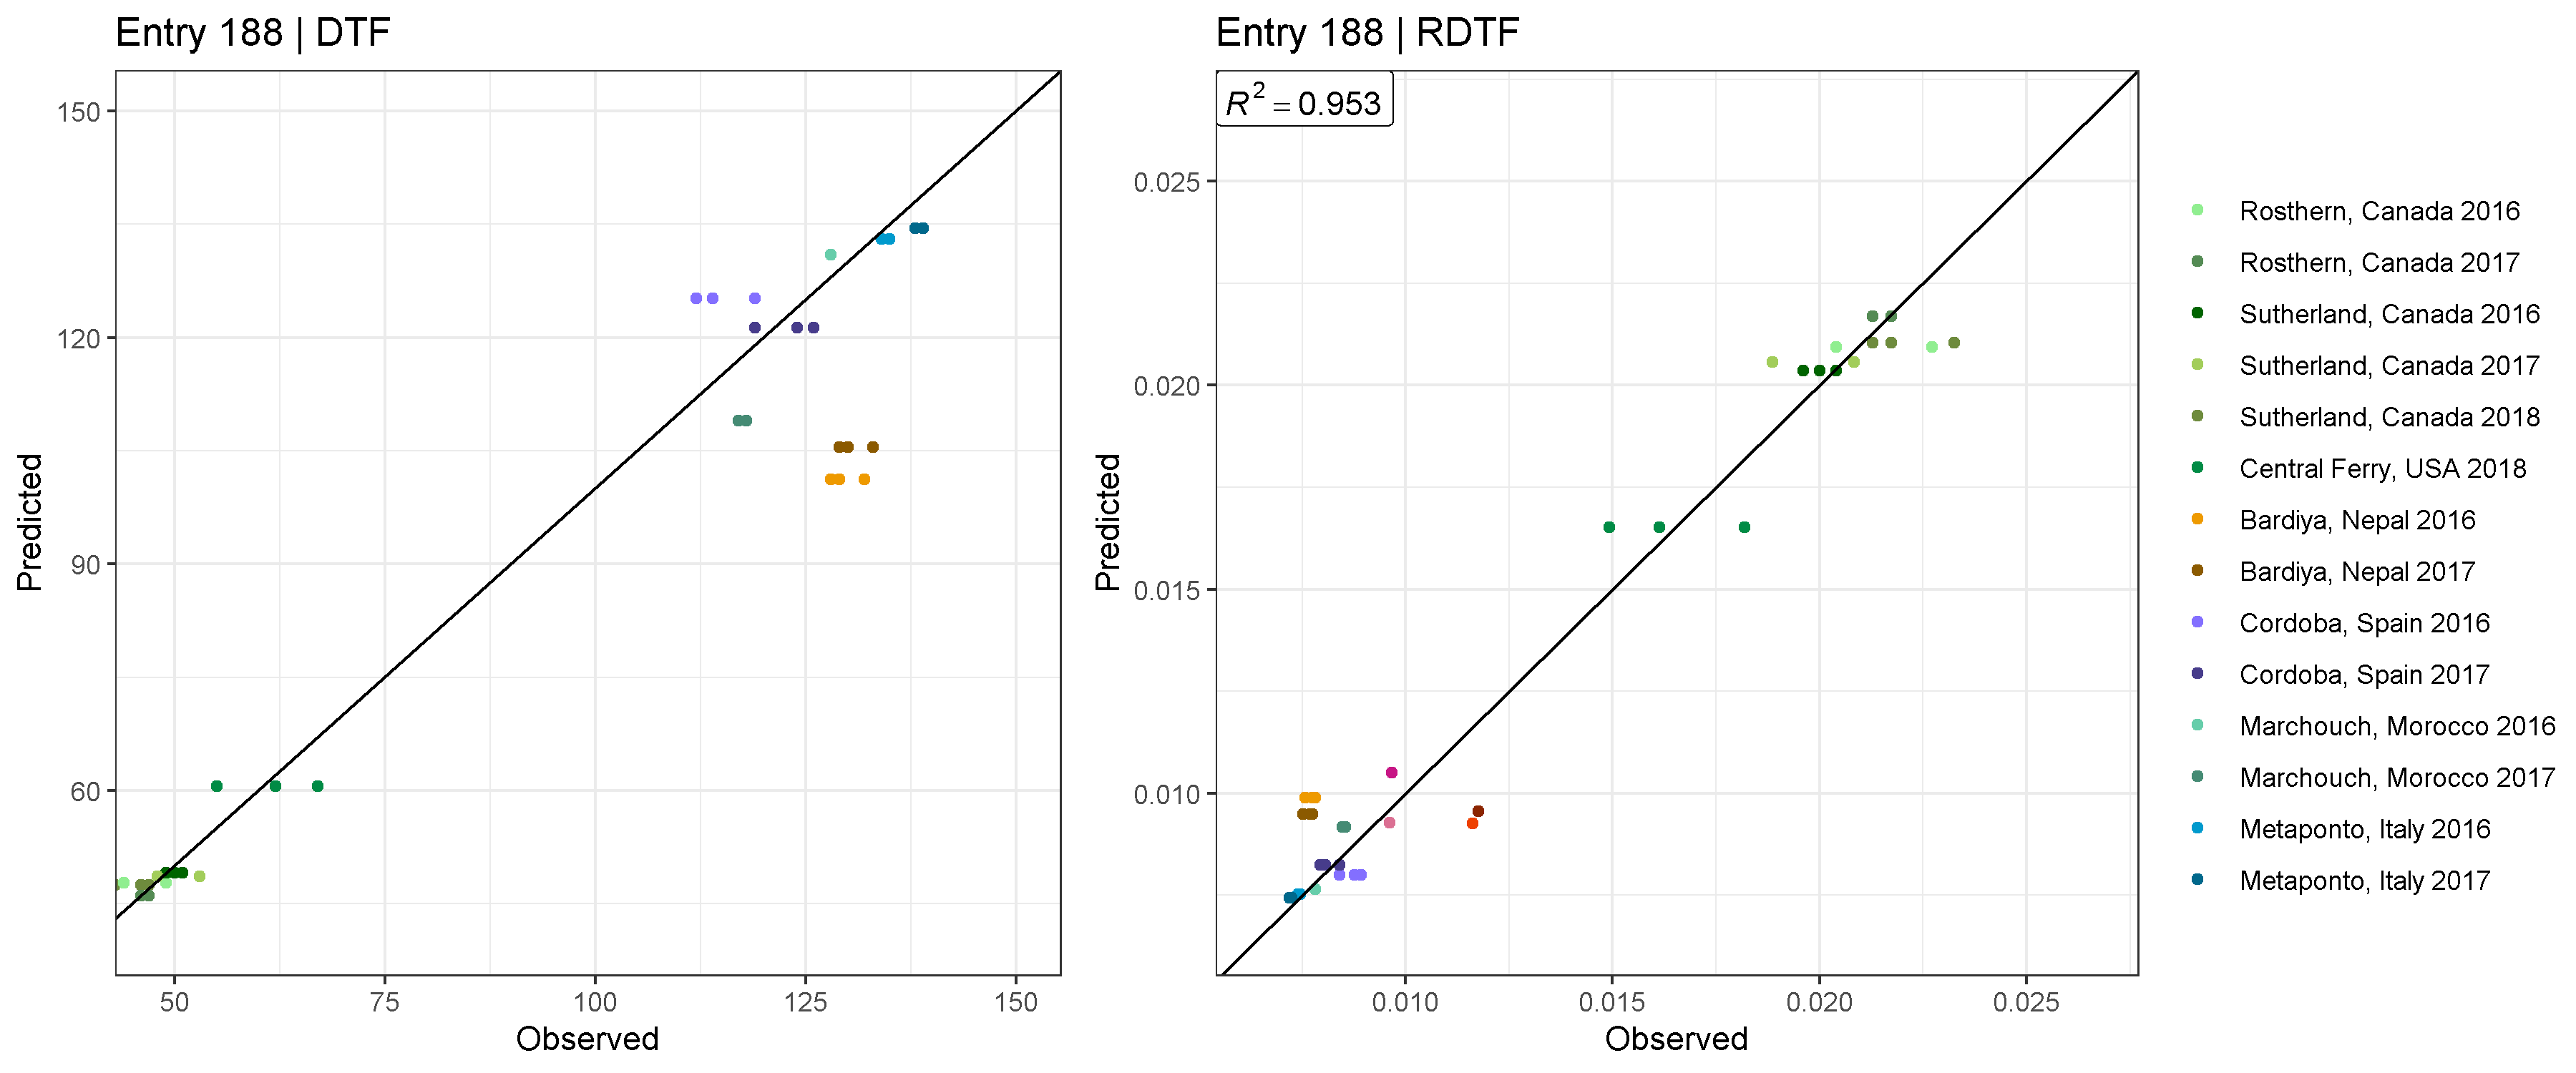 Entry 188 | DTF
150
120
90
60
Predicted
50 75 100 125 150
Observed
Entry 188 | RDTF
R² = 0.953
0.025
0.020
0.015
0.010
Predicted
0.010 0.015 0.020 0.025
Observed
Rosthern, Canada 2016
Rosthern, Canada 2017
Sutherland, Canada 2016
Sutherland, Canada 2017
Sutherland, Canada 2018
Central Ferry, USA 2018
Bardiya, Nepal 2016
Bardiya, Nepal 2017
Cordoba, Spain 2016
Cordoba, Spain 2017
Marchouch, Morocco 2016
Marchouch, Morocco 2017
Metaponto, Italy 2016
Metaponto, Italy 2017